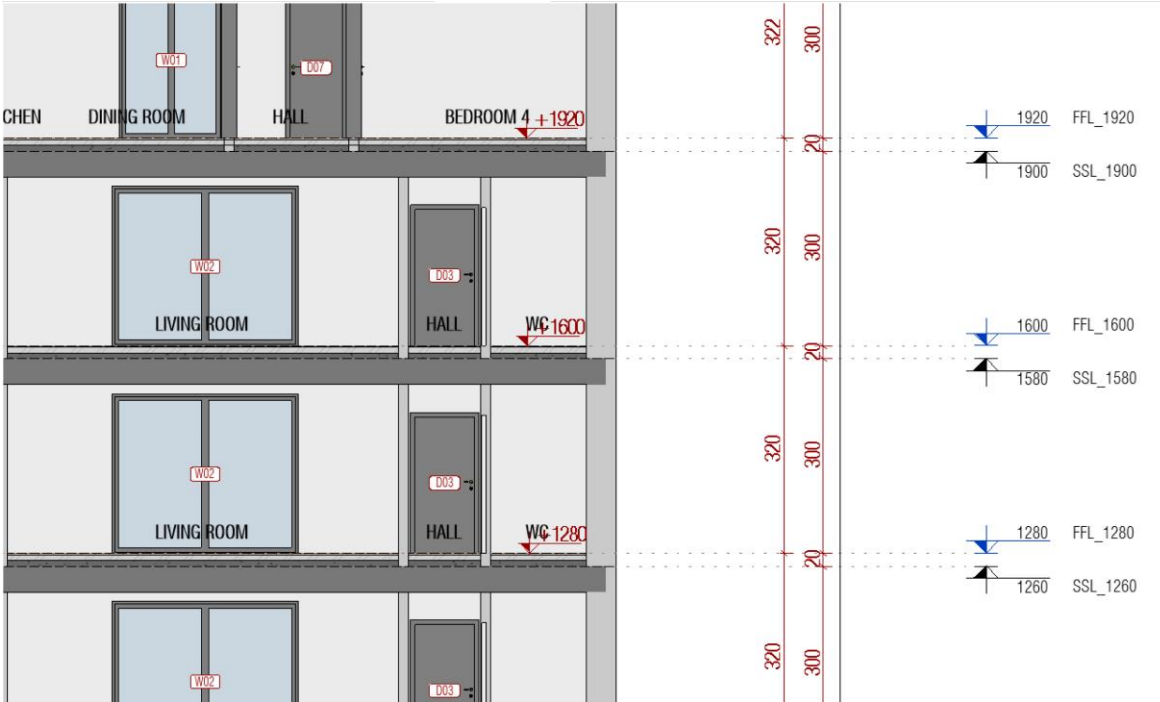 322
300
W01
D07
CHEN
DINING ROOM
HALL
BEDROOM 4
+1920
1920 FFL_1920
20
1900 SSL_1900
320
300
W02
D03
LIVING ROOM
HALL
WC
+1600
1600 FFL_1600
20
1580 SSL_1580
320
300
W02
D03
LIVING ROOM
HALL
WC
+1280
1280 FFL_1280
20
1260 SSL_1260
320
300
W02
D03